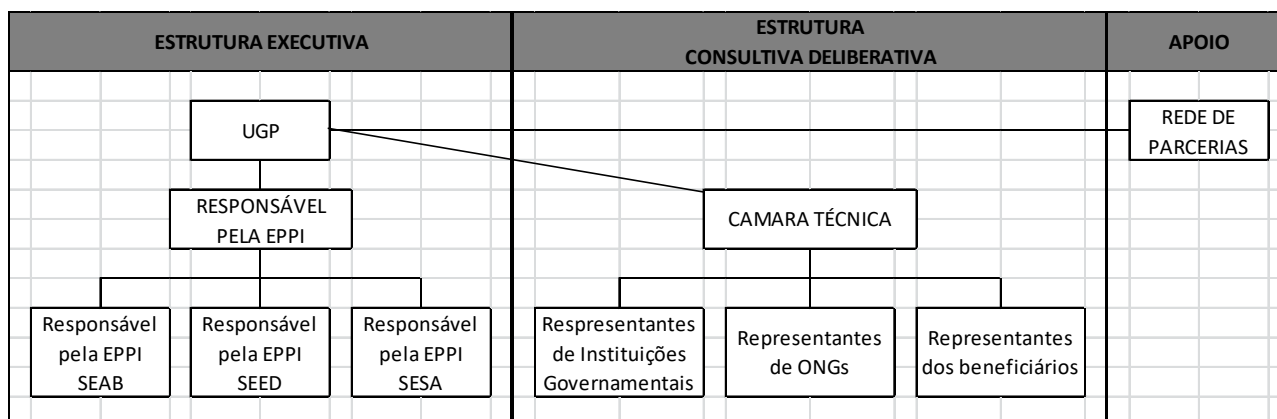 ESTRUTURA EXECUTIVA
ESTRUTURA
CONSULTIVA DELIBERATIVA
APOIO
UGP
REDE DE
PARCERIAS
RESPONSÁVEL
PELA EPPI
CAMARA TÉCNICA
Responsável
pela EPPI
SEAB
Responsável
pela EPPI
SEED
Responsável
pela EPPI
SESA
Respresentantes
de Instituições
Governamentais
Representantes
de ONGs
Representantes
dos beneficiários